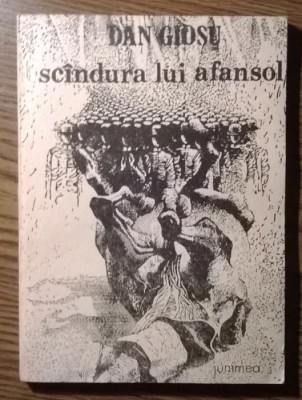 DAN GIOSU
scîndura lui afansol
junimea